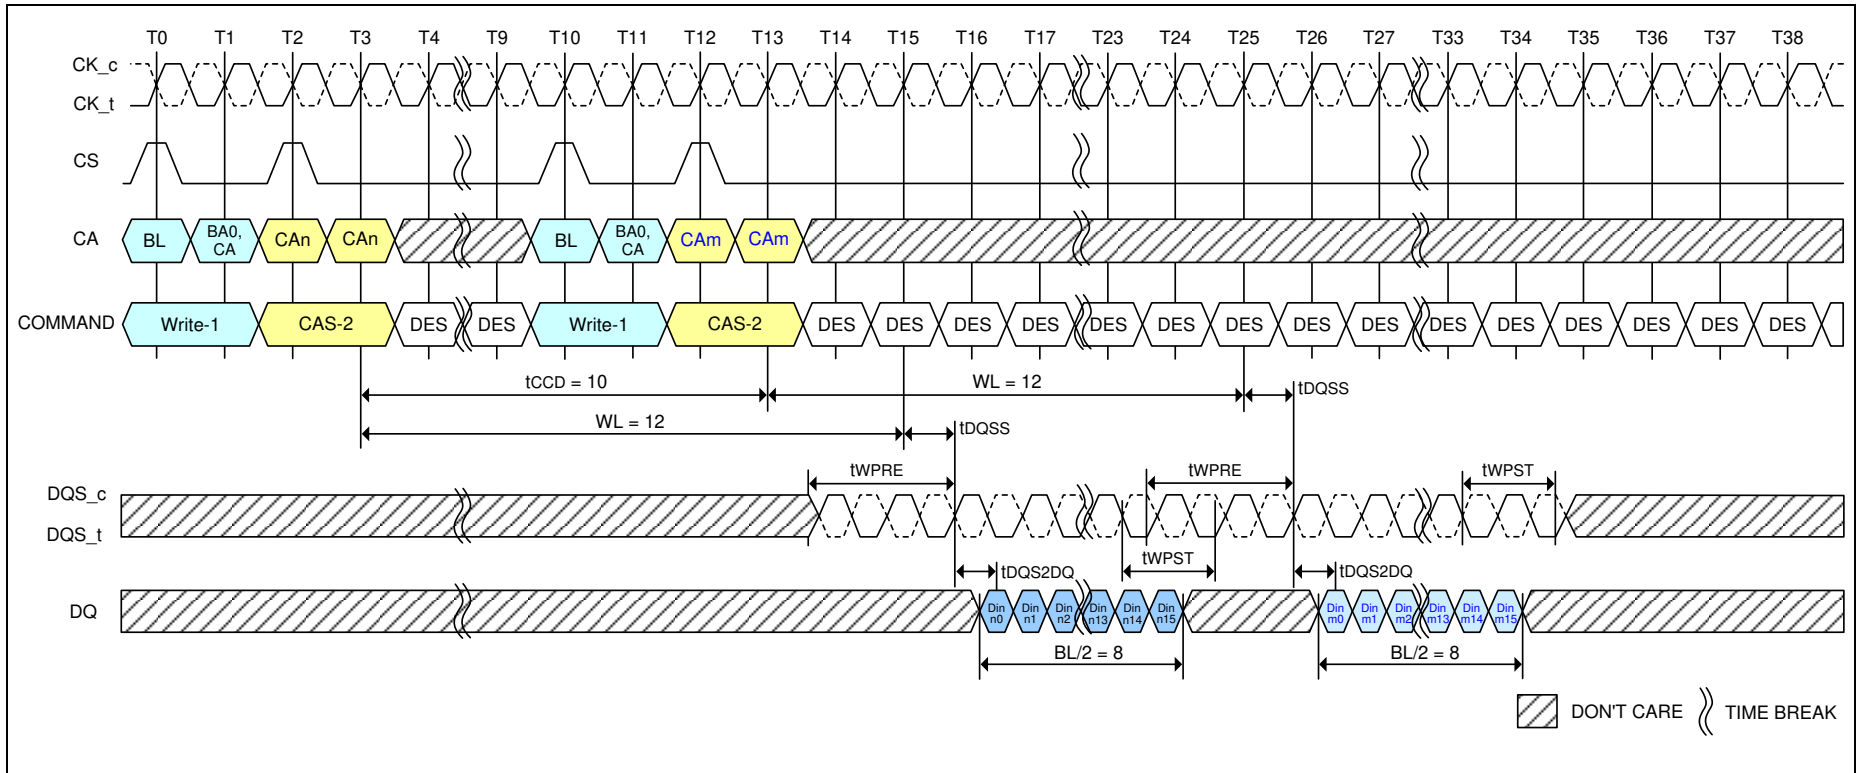 T0 T1 T2 T3 T4 T9 T10 T11 T12 T13 T14 T15 T16 T17 T23 T24 T25 T26 T27 T33 T34 T35 T36 T37 T38
CK_c
CK_t
CS
CA BL BA0, CA CAn CAn BL BA0, CA CAm CAm
COMMAND Write-1 CAS-2 DES DES Write-1 CAS-2 DES DES DES DES DES DES DES DES DES DES DES DES DES DES DES
tCCD = 10 WL = 12 tDQSS
WL = 12 tDQSS
tWPRE tWPRE tWPST
DQS_c
DQS_t
tWPST
tDQS2DQ tDQS2DQ
DQ Din n0 Din n1 Din n2 Din n13 Din n14 Din n15 Din m0 Din m1 Din m2 Din m13 Din m14 Din m15
BL/2 = 8 BL/2 = 8
DON'T CARE TIME BREAK